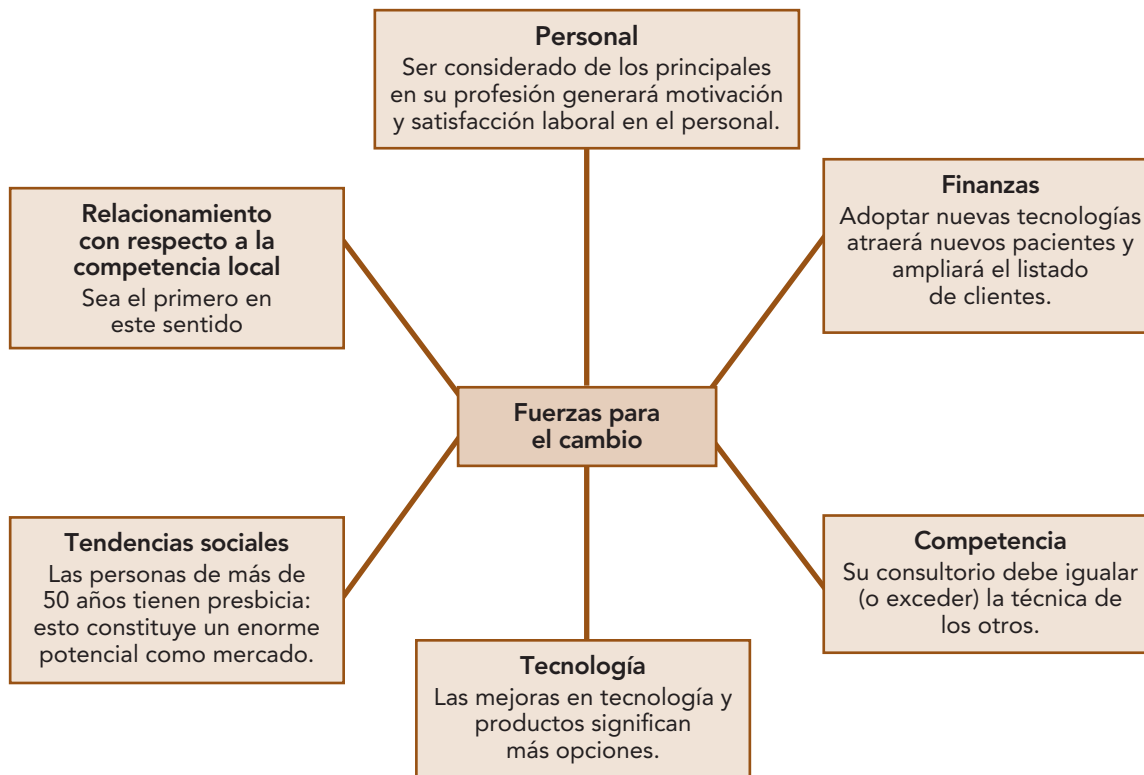 Personal
Ser considerado de los principales
en su profesión generará motivación
y satisfacción laboral en el personal.
Relacionamiento
con respecto a la
competencia local
Sea el primero en
este sentido
Finanzas
Adoptar nuevas tecnologías
atraerá nuevos pacientes y
ampliará el listado
de clientes.
Fuerzas para
el cambio
Tendencias sociales
Las personas de más de
50 años tienen presbicia:
esto constituye un enorme
potencial como mercado.
Competencia
Su consultorio debe igualar
(o exceder) la técnica de
los otros.
Tecnología
Las mejoras en tecnología y
productos significan
más opciones.